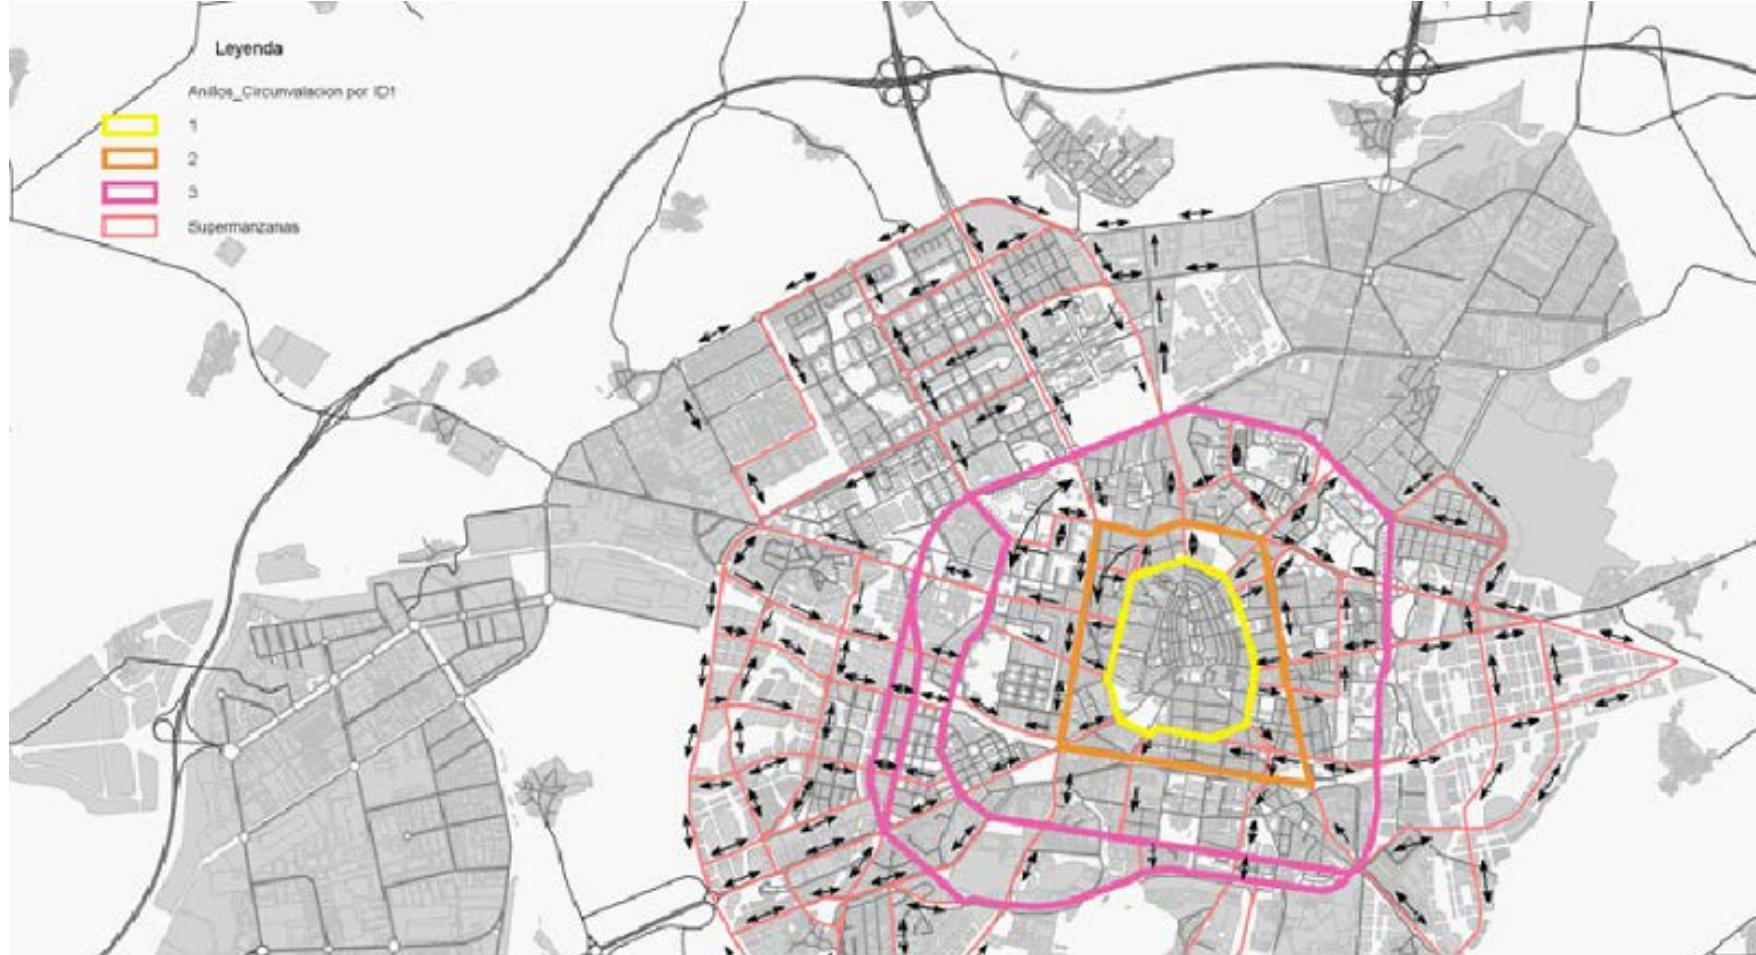 Leyenda
Anillos_Circunvalacion por ID1
1
2
3
Supermanzanas